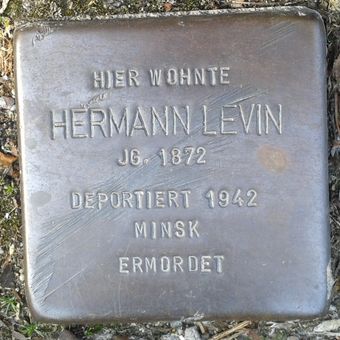 HIER WOHNTE
HERMANN LEVIN
JG. 1872
DEPORTIERT 1942
MINSK
ERMORDET